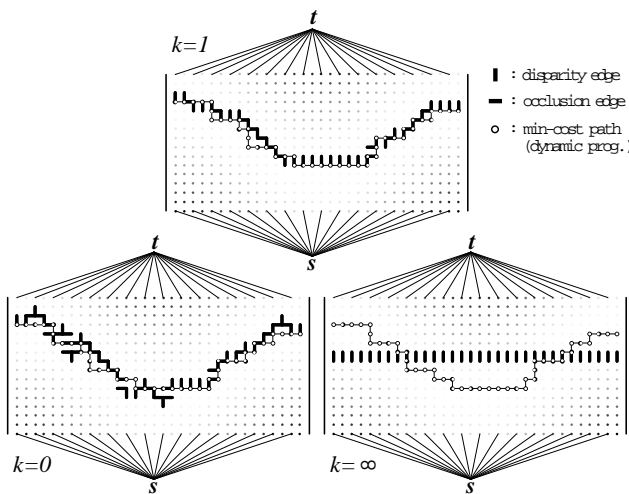 t
k=1
: disparity edge
: occlusion edge
: min-cost path
(dynamic prog.)
s
t
t
k=0
s
k=∞
s